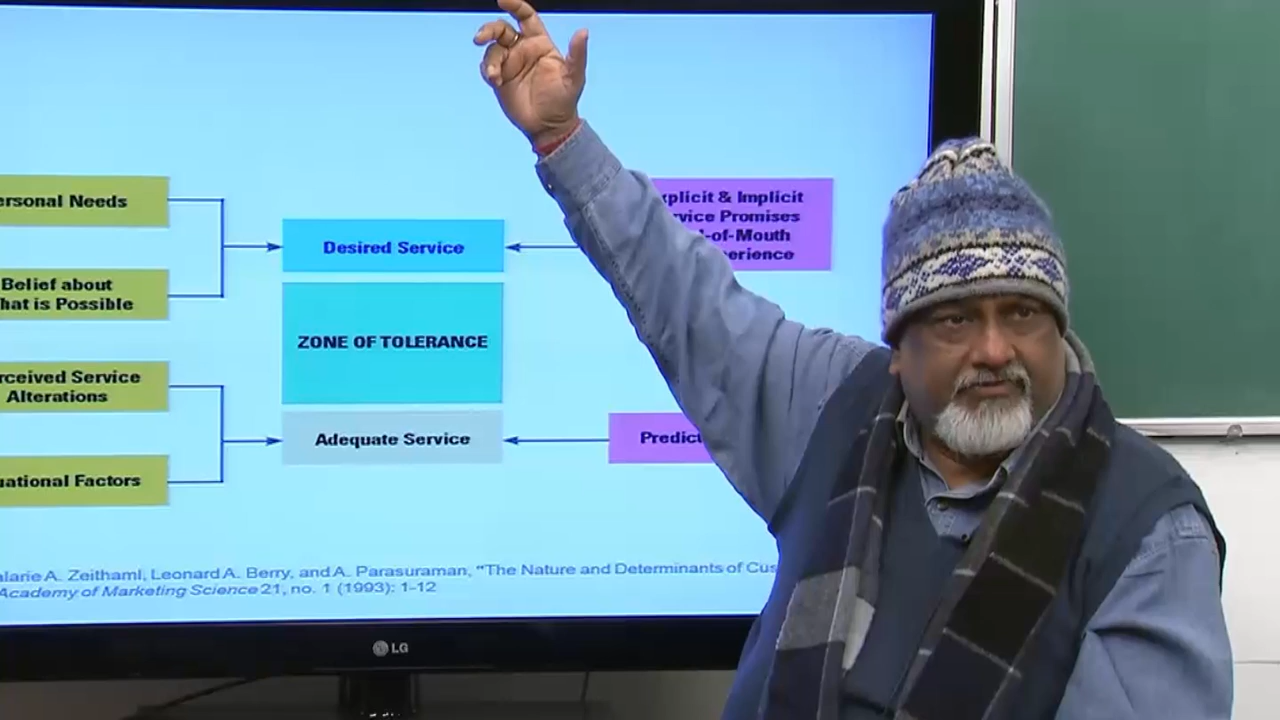 ersonal Needs
Belief about
hat is Possible
rceived Service
Alterations
uational Factors
Desired Service
ZONE OF TOLERANCE
Adequate Service
xplicit & Implicit
rvice Promises
-of-Mouth
erience
Predict
alarie A. Zeithaml, Leonard A. Berry, and A. Parasuraman, "The Nature and Determinants of Cus
Academy of Marketing Science 21, no. 1 (1993): 1-12
LG